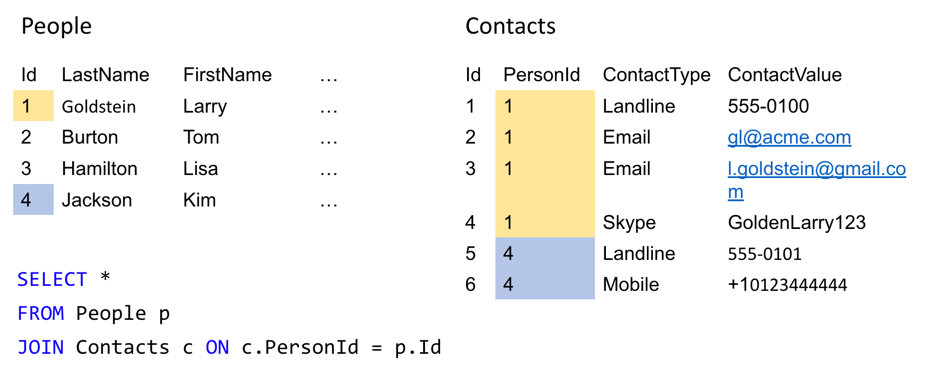 People
Id LastName FirstName ...
1 Goldstein Larry ...
2 Burton Tom ...
3 Hamilton Lisa ...
4 Jackson Kim ...
SELECT *
FROM People p
JOIN Contacts c ON c.PersonId = p.Id
Contacts
Id PersonId ContactType ContactValue
1 1 Landline 555-0100
2 1 Email gl@acme.com
3 1 Email l.goldstein@gmail.co
m
4 1 Skype GoldenLarry123
5 4 Landline 555-0101
6 4 Mobile +10123444444